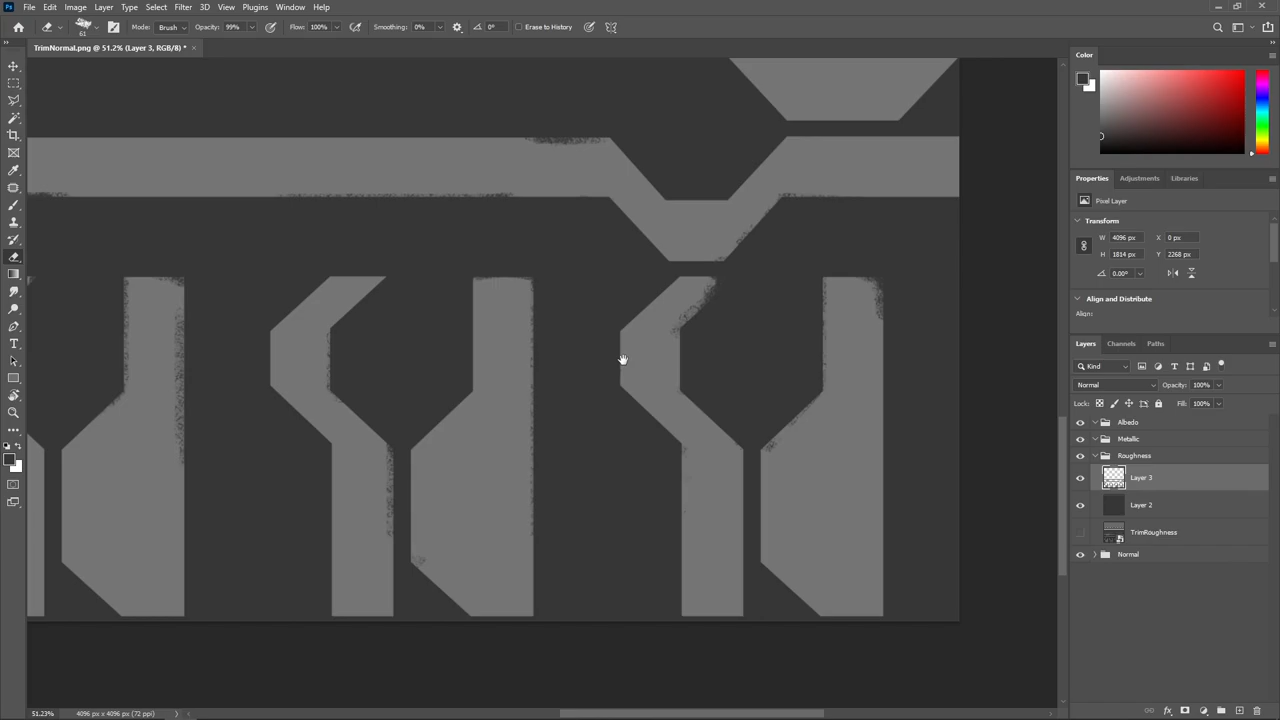 Ps File Edit Image Layer Type Select Filter 3D View Plugins Window Help
61 Mode: Brush Opacity: 99% Flow: 100% Smoothing: 0% 0° Erase to History
TrimNormal.png @ 51.2% (Layer 3, RGB/8) *
Color
Properties Adjustments Libraries
Pixel Layer
Transform
W 4096 px X 0 px
H 1814 px Y 2268 px
0.00°
Align and Distribute
Align:
Layers Channels Paths
Kind
Normal Opacity: 100%
Lock: Fill: 100%
Albedo
Metallic
Roughness
Layer 3
Layer 2
TrimRoughness
Normal
51.23% 4096 px x 4096 px (72 ppi)